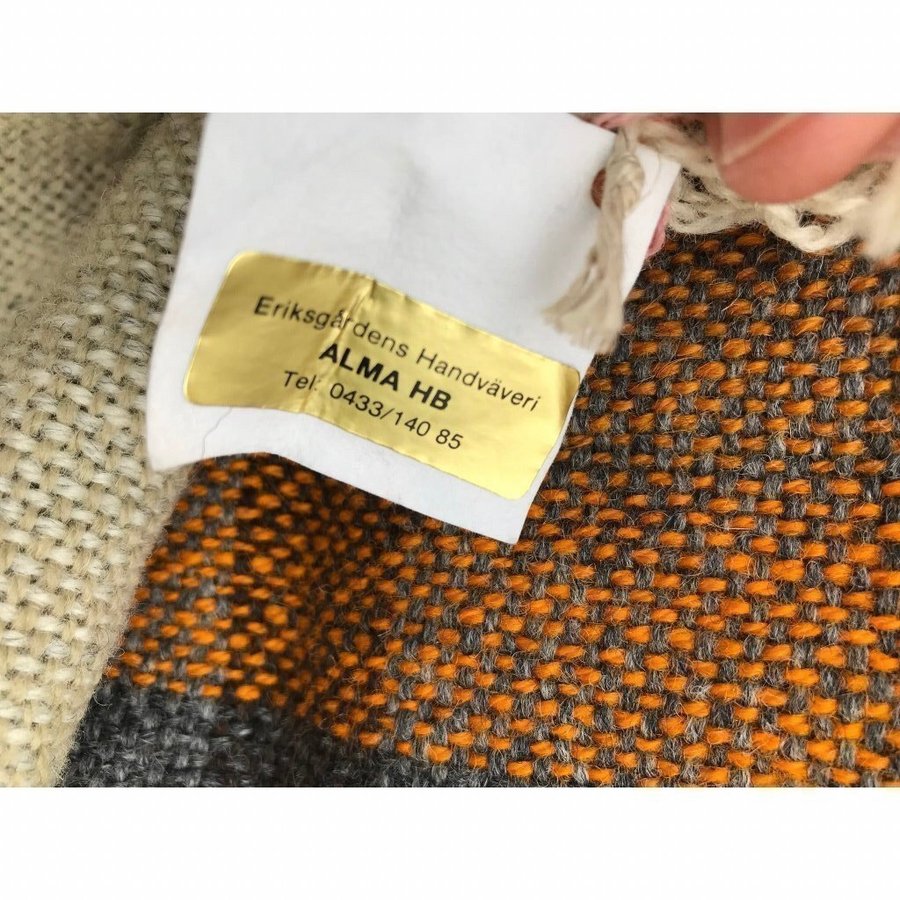 Eriksgårdens Handväveri
ALMA HB
Tel: 0433/140 85